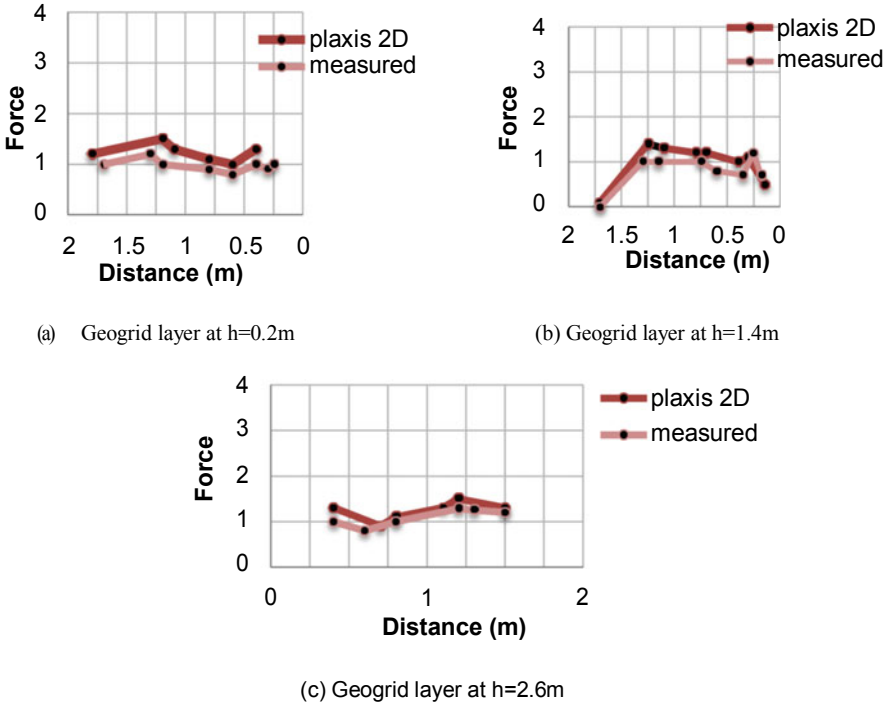 4
3
2
1
0
Force
2 1.5 1 0.5 0
Distance (m)
plaxis 2D
measured
(a) Geogrid layer at h=0.2m
4
3
2
1
0
Force
2 1.5 1 0.5 0
Distance (m)
plaxis 2D
measured
(b) Geogrid layer at h=1.4m
4
3
2
1
0
Force
0 1 2
Distance (m)
plaxis 2D
measured
(c) Geogrid layer at h=2.6m